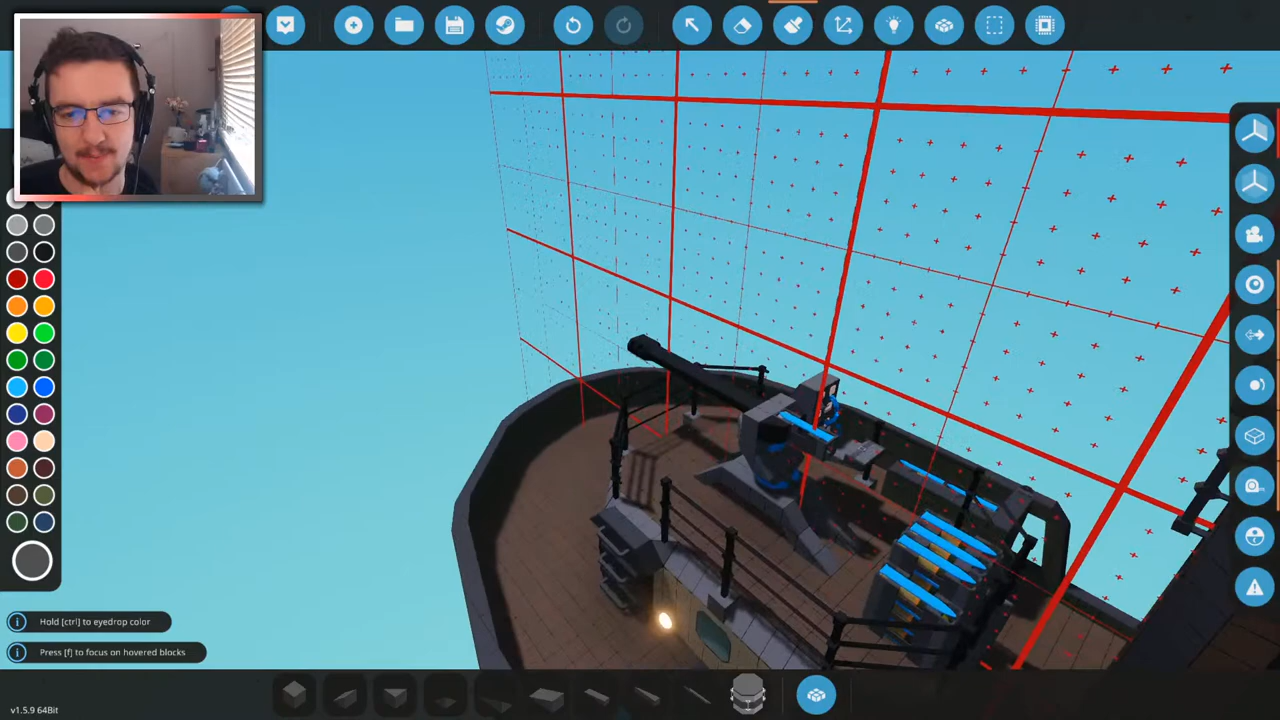 Hold [ctrl] to eyedrop color
Press [f] to focus on hovered blocks
v1.5.9 64Bit